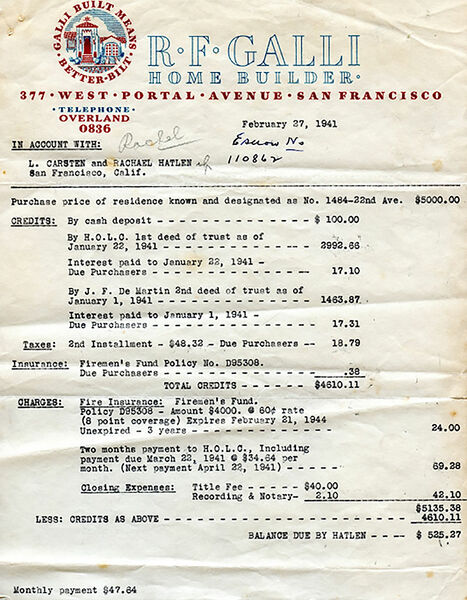 GALLI BUILT MEANS
BETTER-BILT
R·F·GALLI
HOME BUILDER·
377·WEST·PORTAL·AVENUE·SAN FRANCISCO
·TELEPHONE·
OVERLAND
0836
February 27, 1941
IN ACCOUNT WITH: Rachel Escrow No
L. CARSTEN and RACHAEL HATLEN 110862
San Francisco, Calif.
Purchase price of residence known and designated as No. 1484-22nd Ave. $5000.00
CREDITS: By cash deposit - - - - - - - - - - - - - - - $ 100.00
By H.O.L.C. 1st deed of trust as of
January 22, 1941 - - - - - - - - - - - - - - - 2992.66
Interest paid to January 22, 1941 -
Due Purchasers - - - - - - - - - - - - - - - - 17.10
By J. F. De Martin 2nd deed of trust as of
January 1, 1941 - - - - - - - - - - - - - - - 1463.87
Interest paid to January 1, 1941 -
Due Purchasers - - - - - - - - - - - - - - - - 17.31
Taxes: 2nd Installment - $48.32 - Due Purchasers - - 18.79
Insurance: Firemen's Fund Policy No. D95308.
Due Purchasers - - - - - - - - - - - - - - - - .38
TOTAL CREDITS - - - - - - $4610.11
CHARGES: Fire Insurance: Firemen's Fund.
Policy D95308 - Amount $4000. @ 60¢ rate
(8 point coverage) Expires February 21, 1944
Unexpired - 3 years - - - - - - - - - - - - - - - 24.00
Two months payment to H.O.L.C., Including
payment due March 22, 1941 @ $34.64 per
month. (Next payment April 22, 1941) - - - - - 69.28
Closing Expenses: Title Fee - - - - - $40.00
Recording & Notary- 2.10 42.10
$5135.38
LESS: CREDITS AS ABOVE - - - - - - - - - - - - - - - - 4610.11
BALANCE DUE BY HATLEN - - - $ 525.27
Monthly payment $47.64